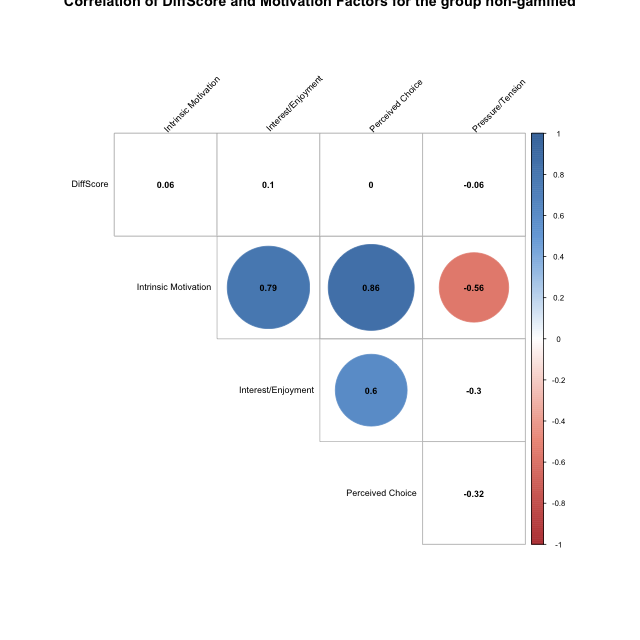 Correlation of DiffScore and Motivation Factors for the group non-gamified
Intrinsic Motivation
Interest/Enjoyment
Perceived Choice
Pressure/Tension
DiffScore
0.06
0.1
0
-0.06
Intrinsic Motivation
0.79
0.86
-0.56
Interest/Enjoyment
0.6
-0.3
Perceived Choice
-0.32
1
0.8
0.6
0.4
0.2
0
-0.2
-0.4
-0.6
-0.8
-1